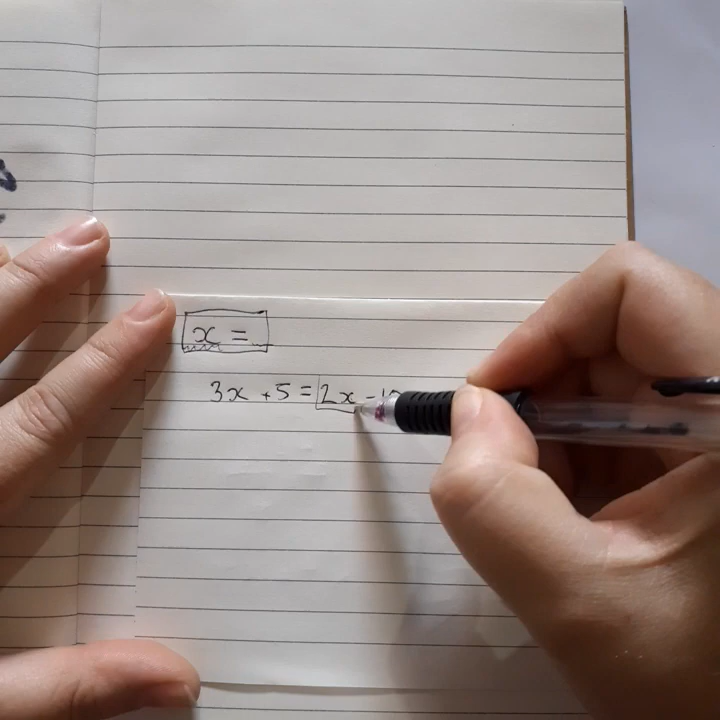 x =
3x + 5 = 2x -